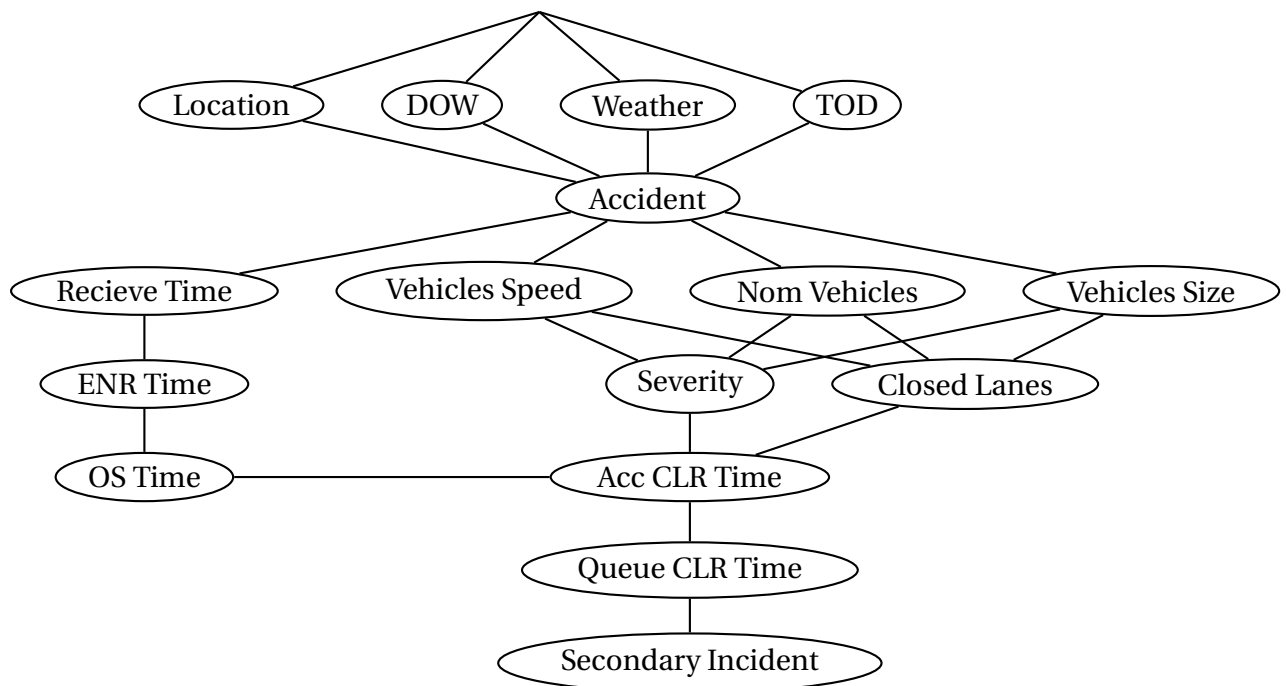 Location
DOW
Weather
TOD
Accident
Recieve Time
Vehicles Speed
Nom Vehicles
Vehicles Size
ENR Time
Severity
Closed Lanes
OS Time
Acc CLR Time
Queue CLR Time
Secondary Incident